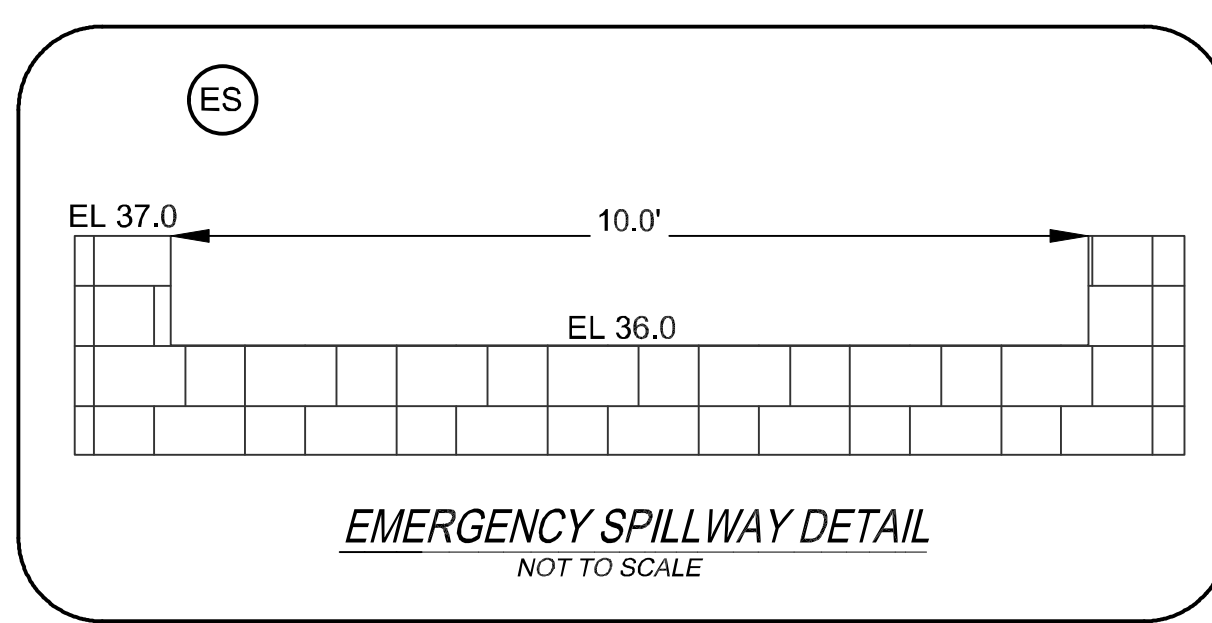 ES
EL 37.0
10.0'
EL 36.0
EMERGENCY SPILLWAY DETAIL
NOT TO SCALE